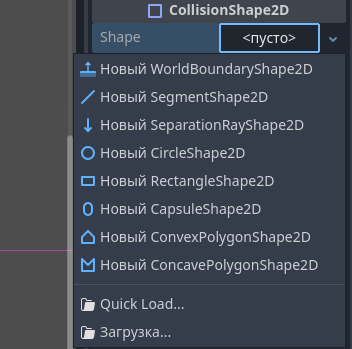 CollisionShape2D
Shape <пусто>
Новый WorldBoundaryShape2D
Новый SegmentShape2D
Новый SeparationRayShape2D
Новый CircleShape2D
Новый RectangleShape2D
Новый CapsuleShape2D
Новый ConvexPolygonShape2D
Новый ConcavePolygonShape2D
Quick Load...
Загрузка...